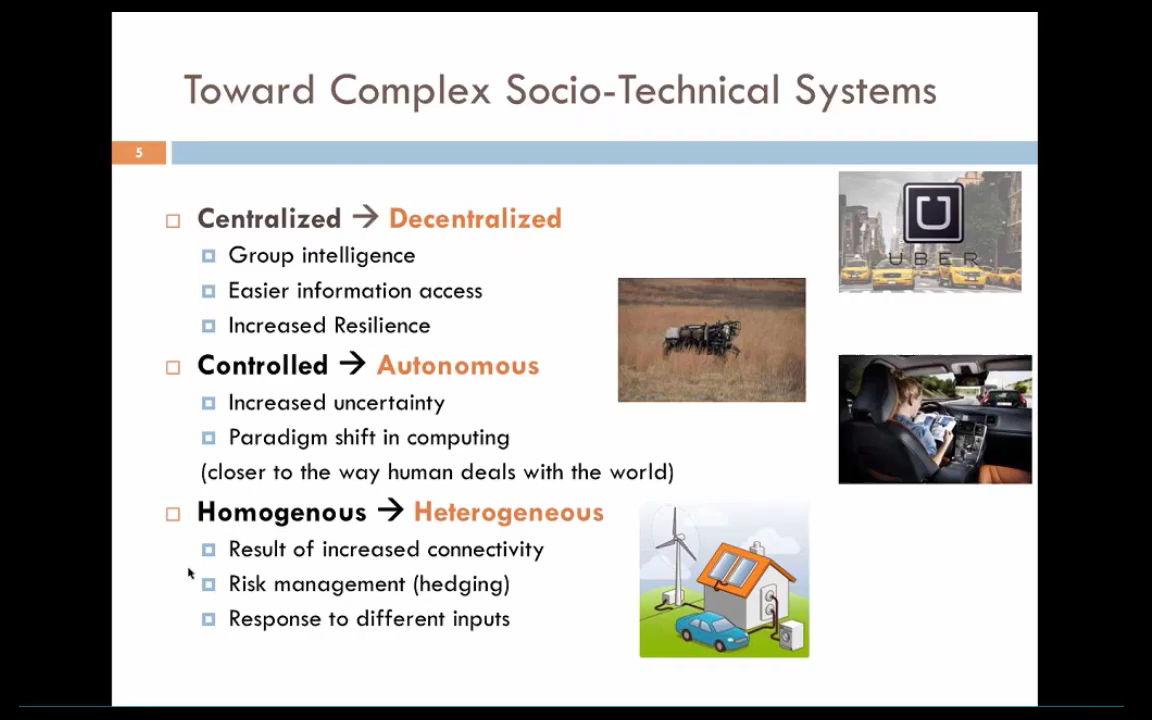 Toward Complex Socio-Technical Systems
5
Centralized → Decentralized
Group intelligence
Easier information access
Increased Resilience
Controlled → Autonomous
Increased uncertainty
Paradigm shift in computing
(closer to the way human deals with the world)
Homogenous → Heterogeneous
Result of increased connectivity
Risk management (hedging)
Response to different inputs
U
UBER